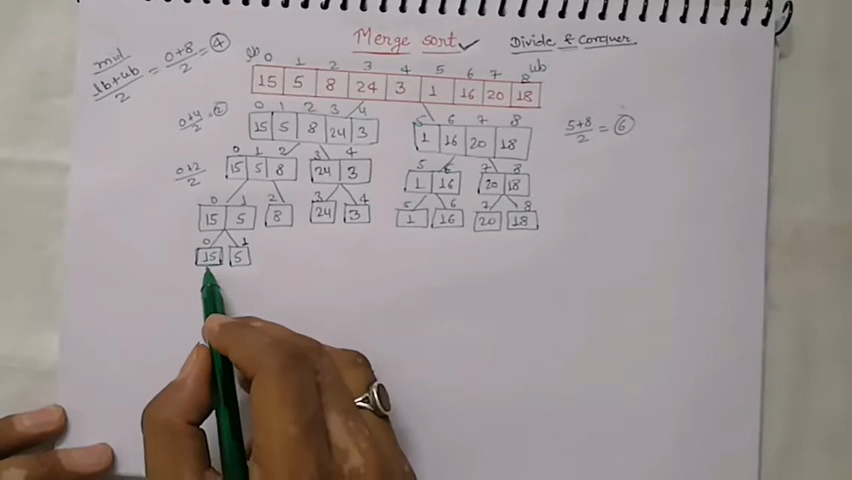 Merge sort ✓ Divide & Conquer
mid
lb+ub/2 = 0+8/2 = 4
lb 0 1 2 3 4 5 6 7 8 ub
15 5 8 24 3 1 16 20 18
0+4/2 = 2
0 1 2 3 4 5 6 7 8
15 5 8 24 3 1 16 20 18
5+8/2 = 6
0+2/2
0 1 2 3 4 5 6 7 8
15 5 8 24 3 1 16 20 18
0 1 2 3 4 5 6 7 8
15 5 8 24 3 1 16 20 18
0 1
15 5